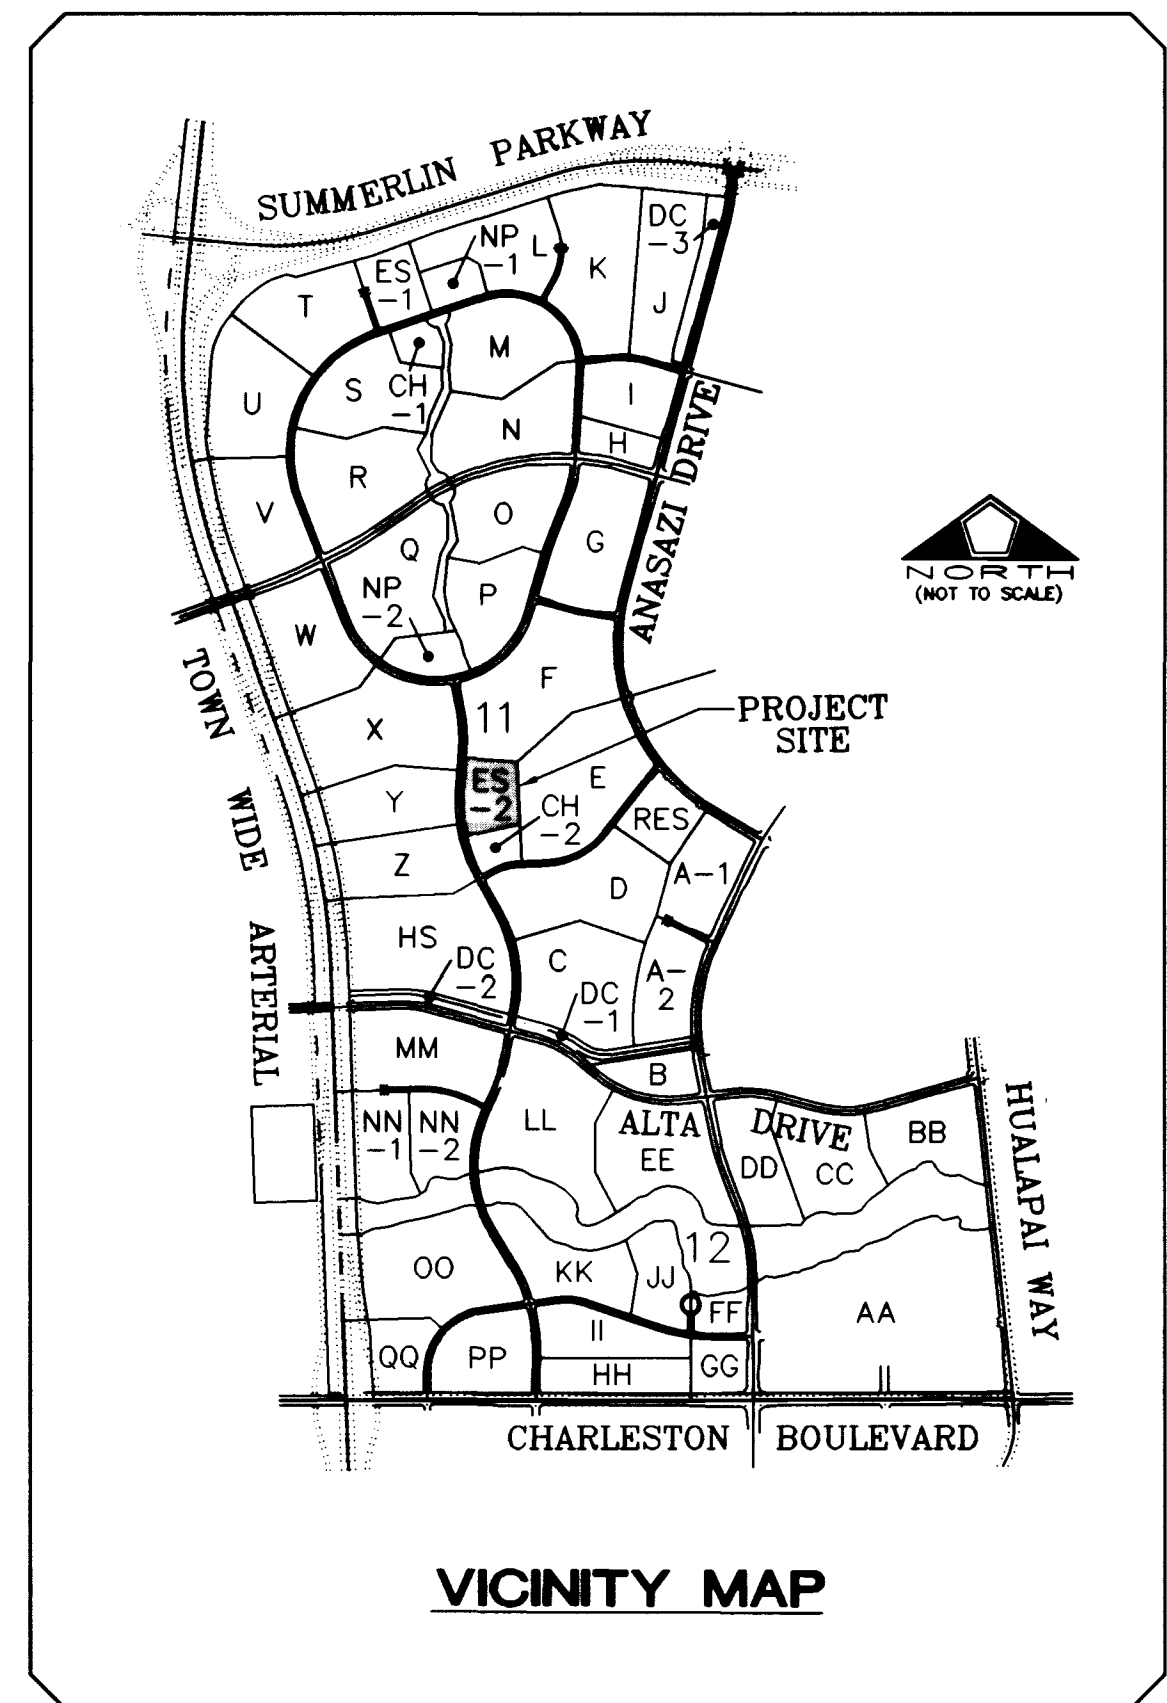 SUMMERLIN PARKWAY
DC
-3
NP
-1
L
K
ES
-1
T
J
M
CH
-1
S
I
U
N
H
R
ANASAZI DRIVE
V
O
G
Q
NORTH
(NOT TO SCALE)
NP
-2
P
W
F
TOWN WIDE ARTERIAL
11
X
PROJECT
SITE
ES
-2
E
Y
CH
-2
RES
Z
D
A-1
HS
DC
-2
C
A-
2
DC
-1
MM
B
NN
-1
NN
-2
LL
ALTA DRIVE
BB
EE
DD
CC
HUALAPAI WAY
12
OO
KK
JJ
FF
AA
II
QQ
PP
HH
GG
CHARLESTON BOULEVARD
VICINITY MAP